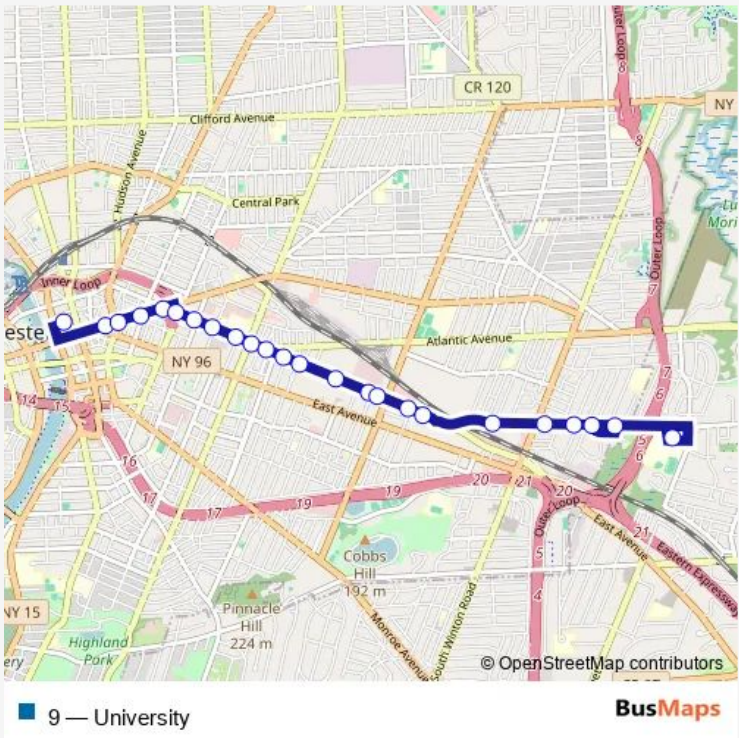 Outer Loop
8
CR 120
NY
Clifford Avenue
8
Hudson Avenue
Central Park
Outer Loop
Inner Loop
7
este
Atlantic Avenue
NY 96
7
6
14
15
East Avenue
5
6
16
20
21
20
19
19
17
17
Outer Loop
East Avenue
21
Eastern Expressway
5
Cobbs
Hill
192 m
4
Pinnacle
Hill
224 m
NY 15
Highland
Park
Monroe Avenue
South Winton Road
© OpenStreetMap contributors
9 — University
BusMaps